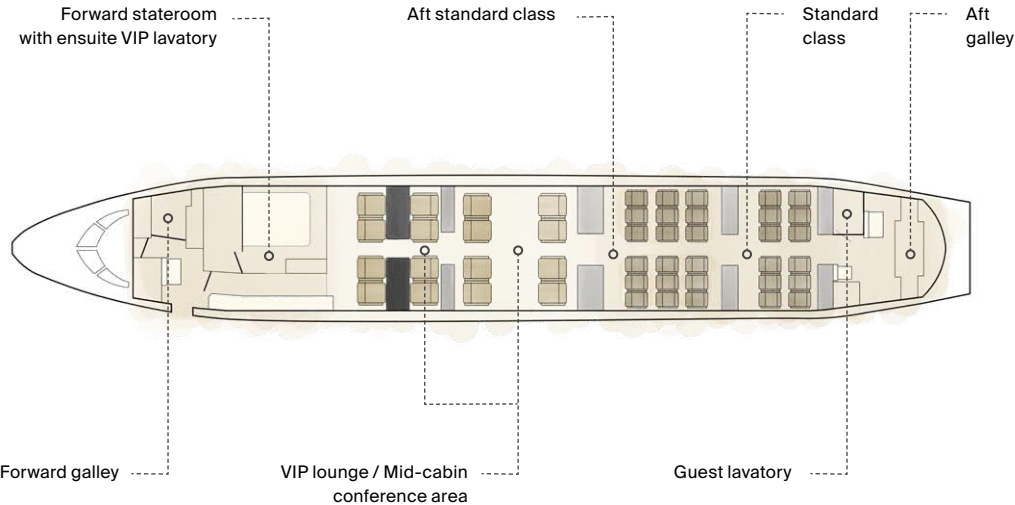 Forward stateroom
with ensuite VIP lavatory
Aft standard class
Standard
class
Aft
galley
Forward galley
VIP lounge / Mid-cabin
conference area
Guest lavatory